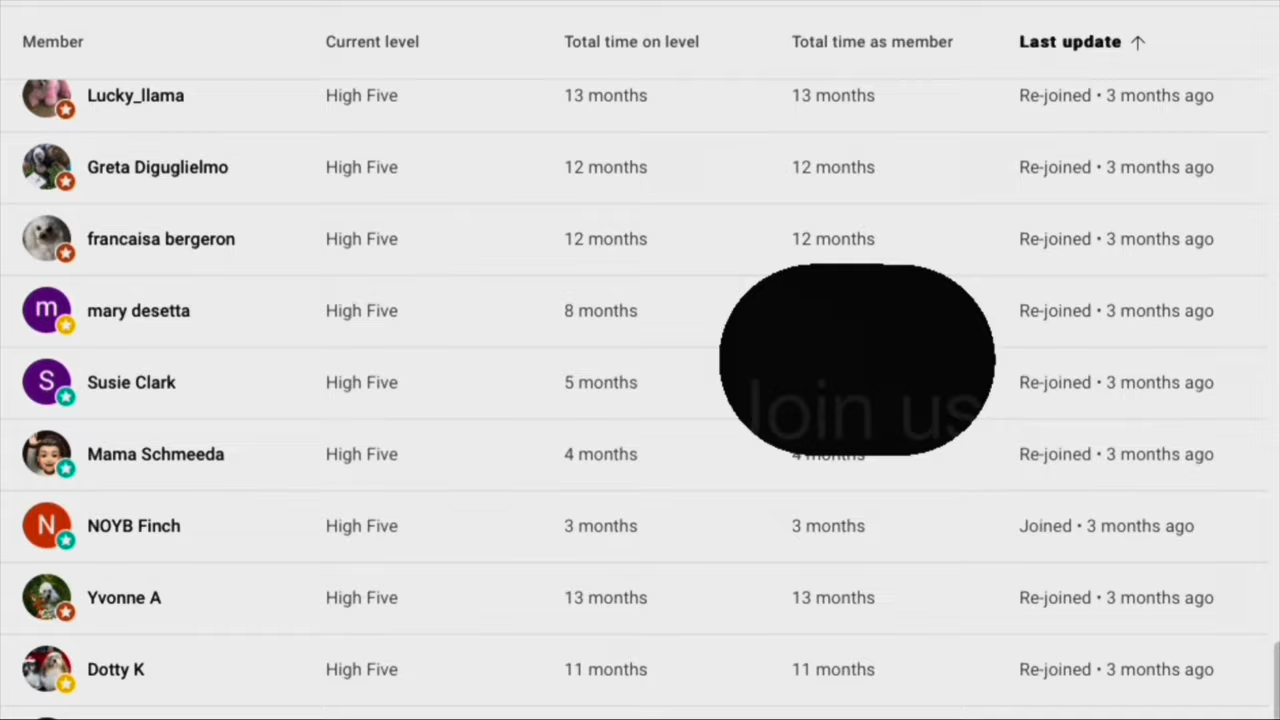 Member Current level Total time on level Total time as member Last update ↑
Lucky_llama High Five 13 months 13 months Re-joined • 3 months ago
Greta Diguglielmo High Five 12 months 12 months Re-joined • 3 months ago
francaisa bergeron High Five 12 months 12 months Re-joined • 3 months ago
m mary desetta High Five 8 months Re-joined • 3 months ago
S Susie Clark High Five 5 months Re-joined • 3 months ago
Join us
Mama Schmeeda High Five 4 months 4 months Re-joined • 3 months ago
N NOYB Finch High Five 3 months 3 months Joined • 3 months ago
Yvonne A High Five 13 months 13 months Re-joined • 3 months ago
Dotty K High Five 11 months 11 months Re-joined • 3 months ago